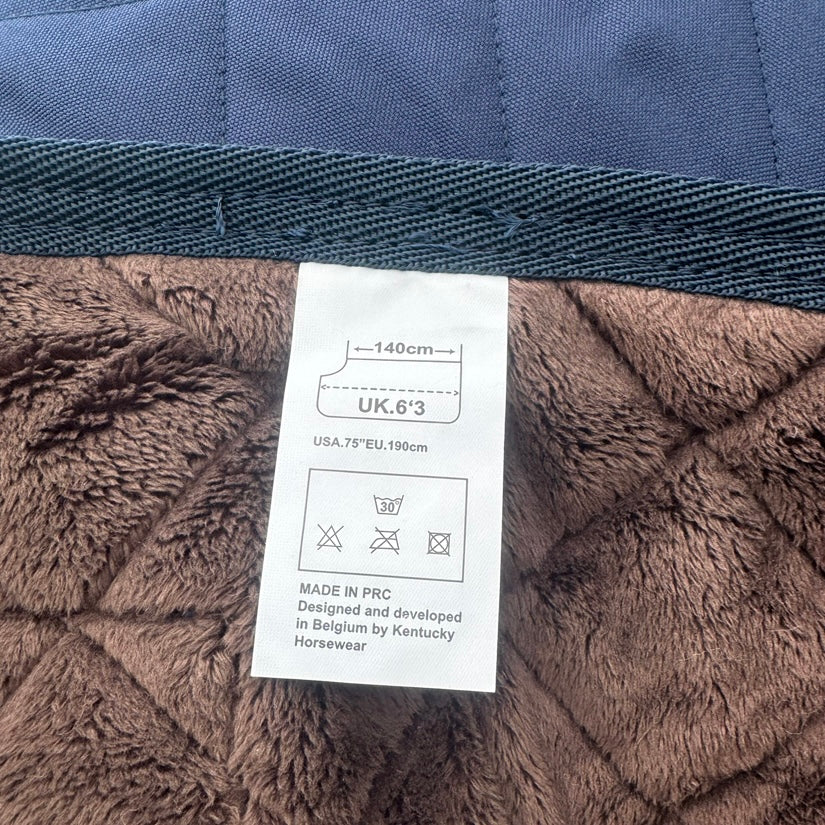 140cm
UK.6‘3
USA.75"EU.190cm
30°
MADE IN PRC
Designed and developed
in Belgium by Kentucky
Horsewear